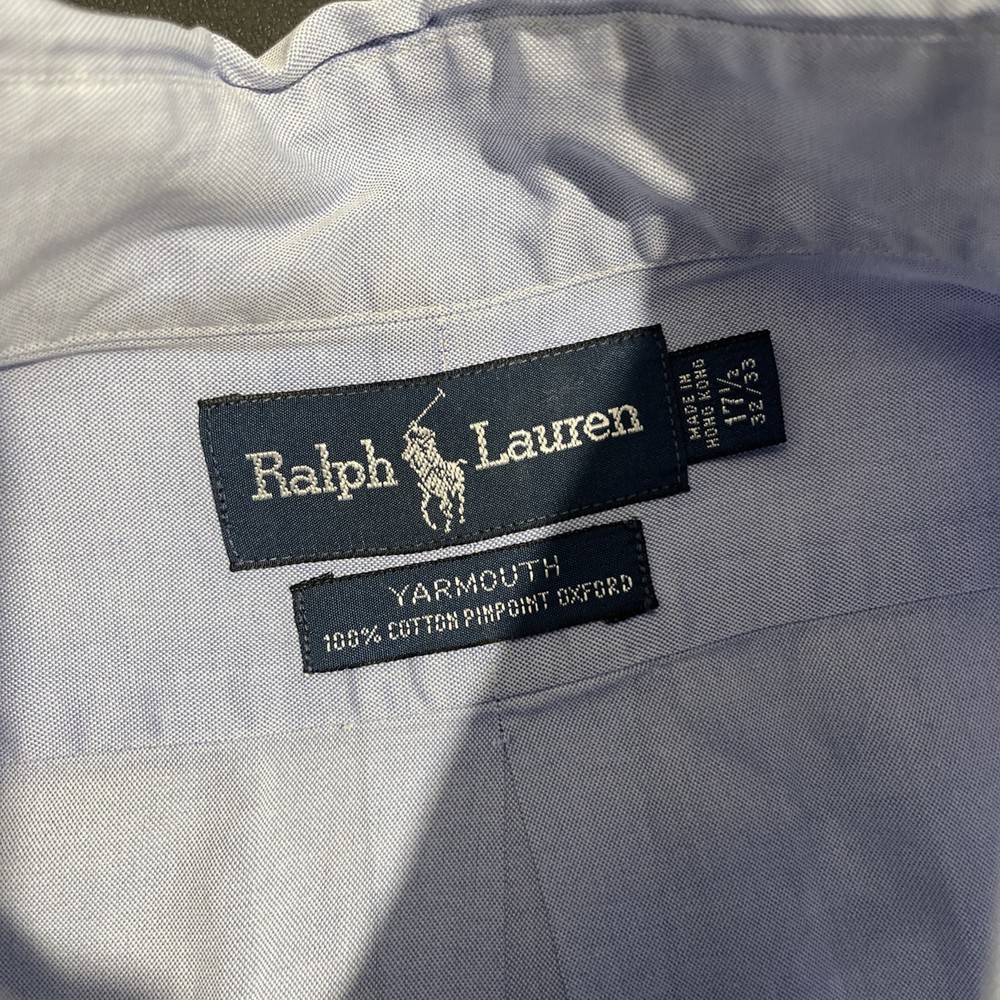 Ralph Lauren
MADE IN
HONG KONG
17½
32/33
YARMOUTH
100% COTTON PINPOINT OXFORD